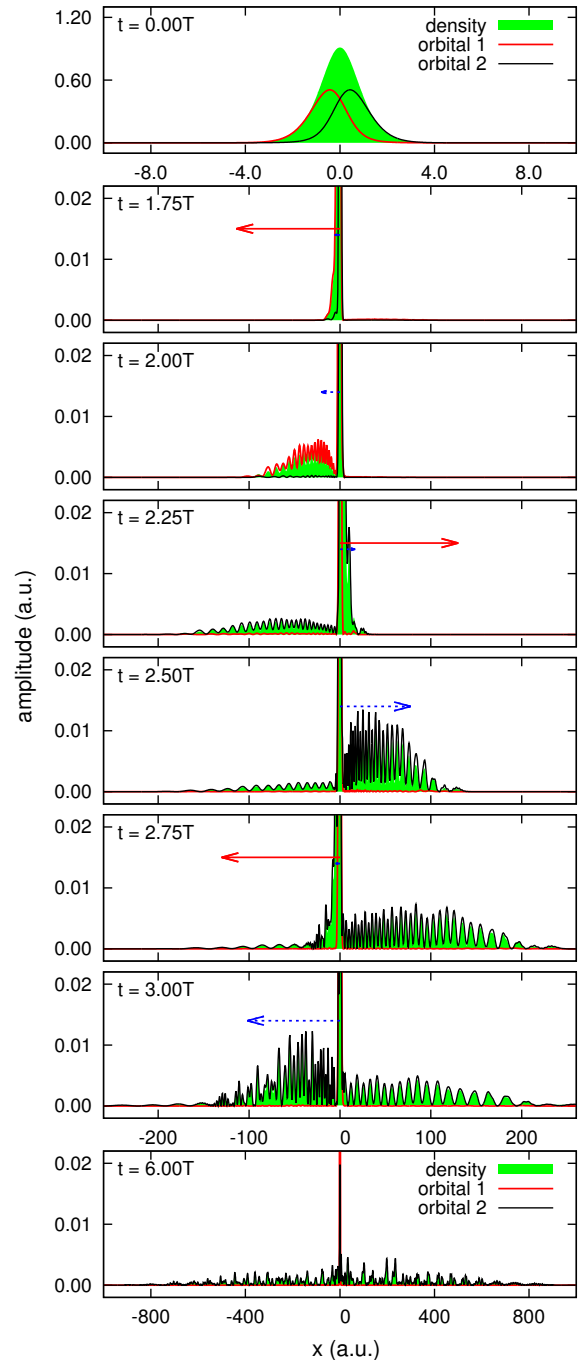 1.20
0.60
0.00
t = 0.00T
density
orbital 1
orbital 2
-8.0 -4.0 0.0 4.0 8.0
0.02
0.01
0.00
t = 1.75T
0.02
0.01
0.00
t = 2.00T
0.02
0.01
0.00
t = 2.25T
amplitude (a.u.)
0.02
0.01
0.00
t = 2.50T
0.02
0.01
0.00
t = 2.75T
0.02
0.01
0.00
t = 3.00T
-200 -100 0 100 200
0.02
0.01
0.00
t = 6.00T
density
orbital 1
orbital 2
-800 -400 0 400 800
x (a.u.)